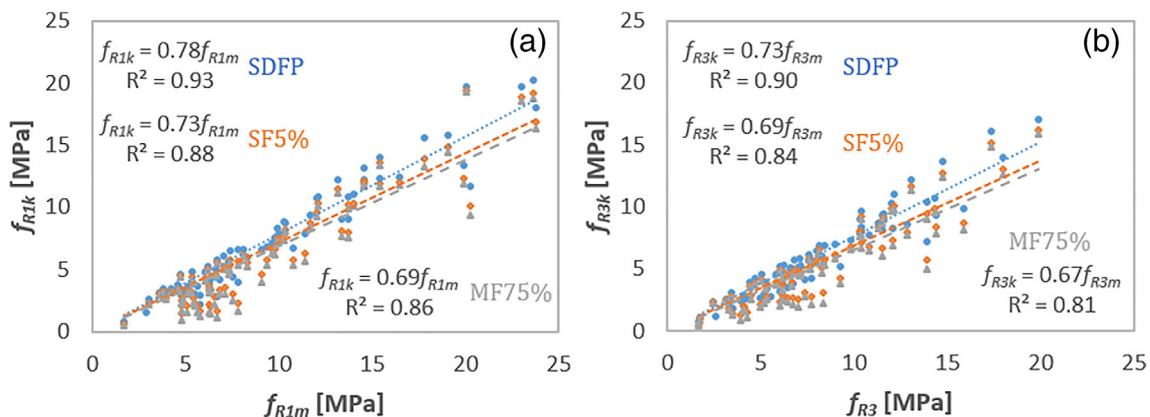 (a)
f_R1k = 0.78f_R1m
R² = 0.93
SDFP
f_R1k = 0.73f_R1m
R² = 0.88
SF5%
f_R1k = 0.69f_R1m
R² = 0.86
MF75%
25
20
15
10
5
0
f_R1k [MPa]
0 5 10 15 20 25
f_R1m [MPa]
(b)
f_R3k = 0.73f_R3m
R² = 0.90
SDFP
f_R3k = 0.69f_R3m
R² = 0.84
SF5%
MF75%
f_R3k = 0.67f_R3m
R² = 0.81
25
20
15
10
5
0
f_R3k [MPa]
0 5 10 15 20 25
f_R3 [MPa]